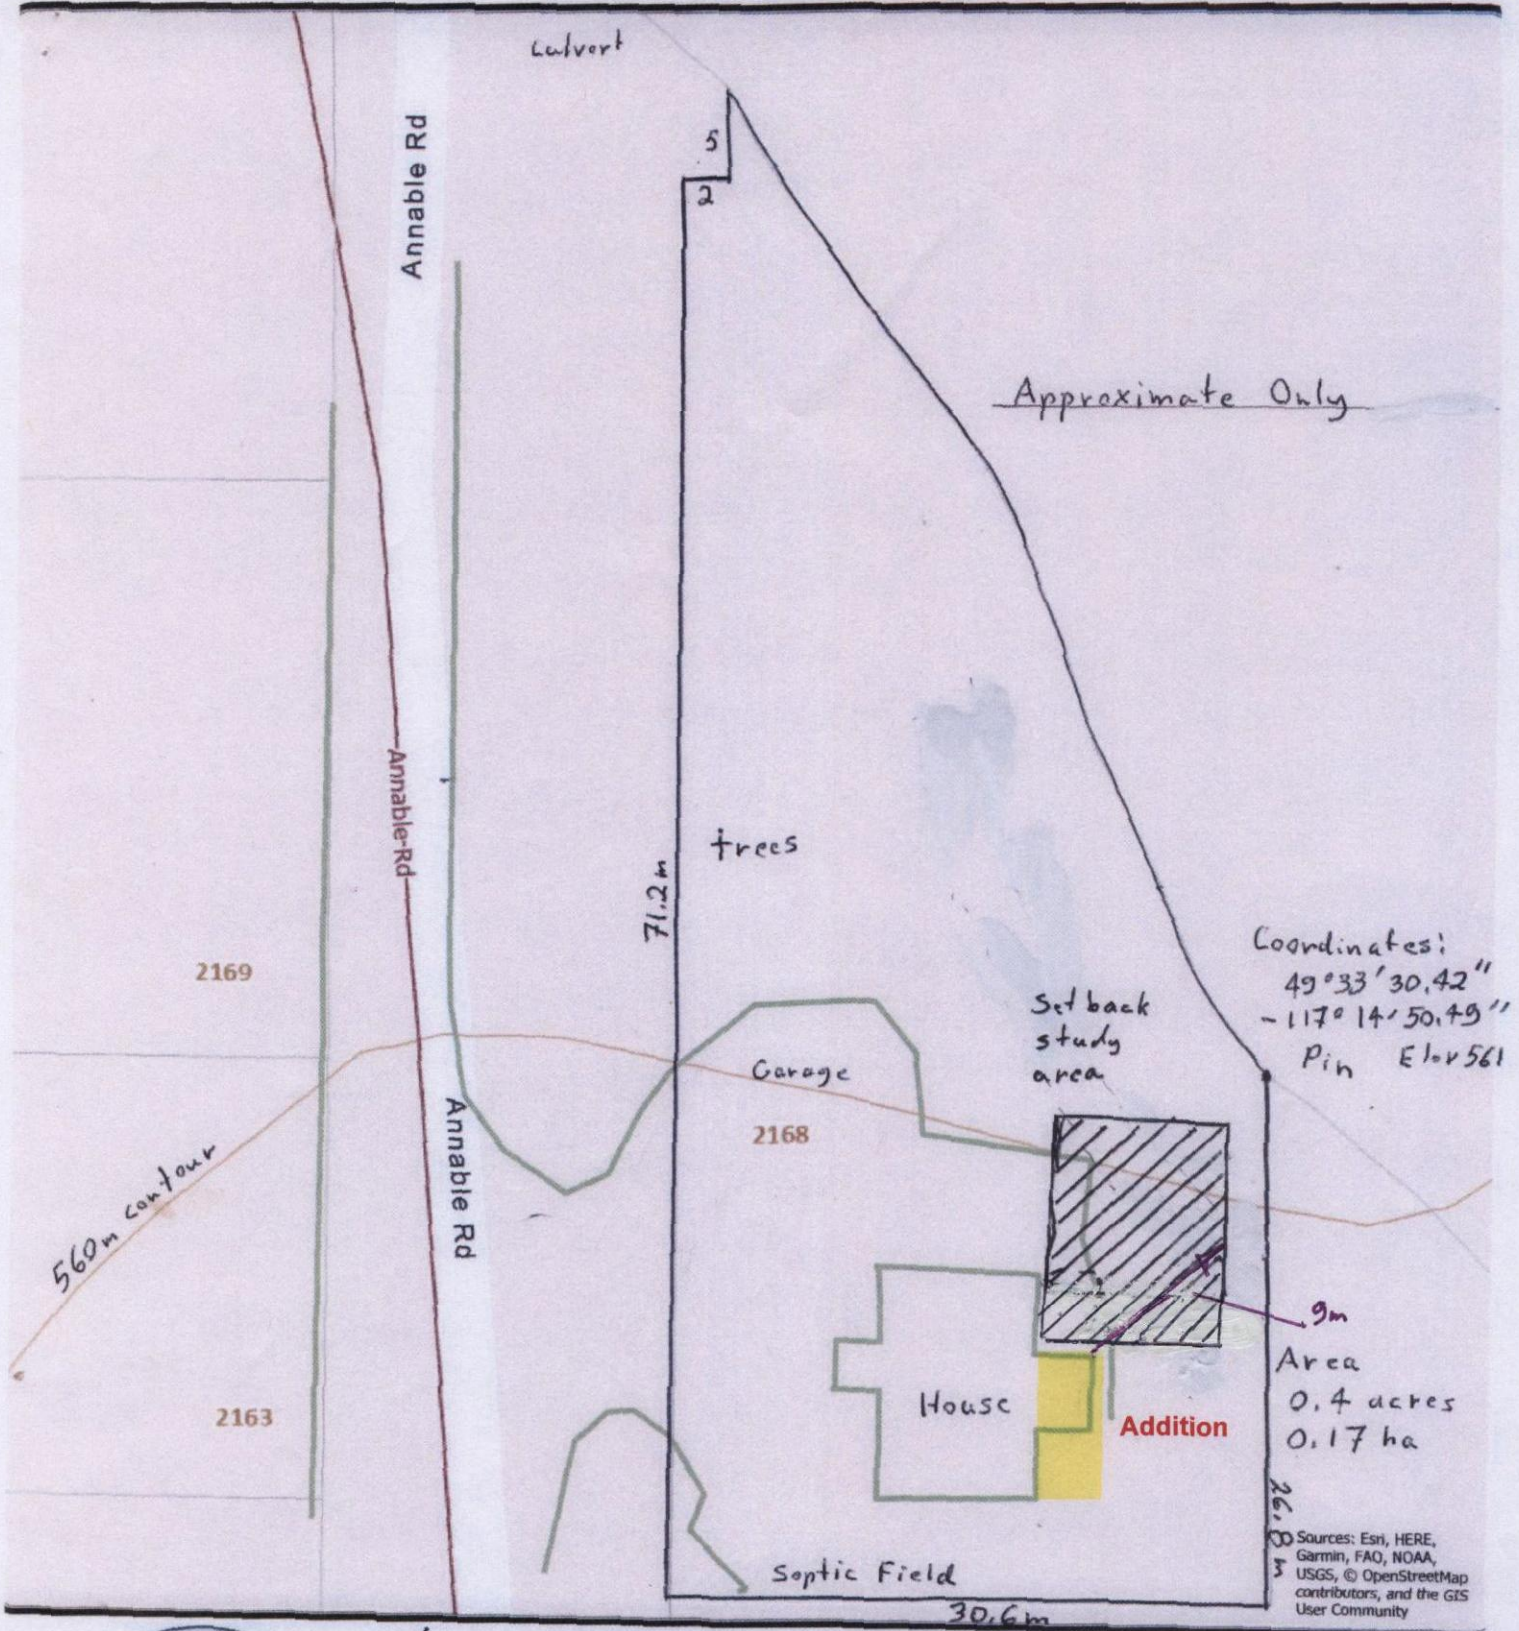 Culvert
Annable Rd
5
2
Approximate Only
Annable Rd
trees
71.2m
2169
Coordinates:
49°33'30.42"
-117°14'50.49"
Pin Elev 561
Setback
study
area
Garage
2168
560m contour
Annable Rd
9m
Area
0.4 acres
0.17 ha
House
Addition
2163
26.8m
Septic Field
30.6m
Sources: Esri, HERE,
Garmin, FAO, NOAA,
USGS, © OpenStreetMap
contributors, and the GIS
User Community